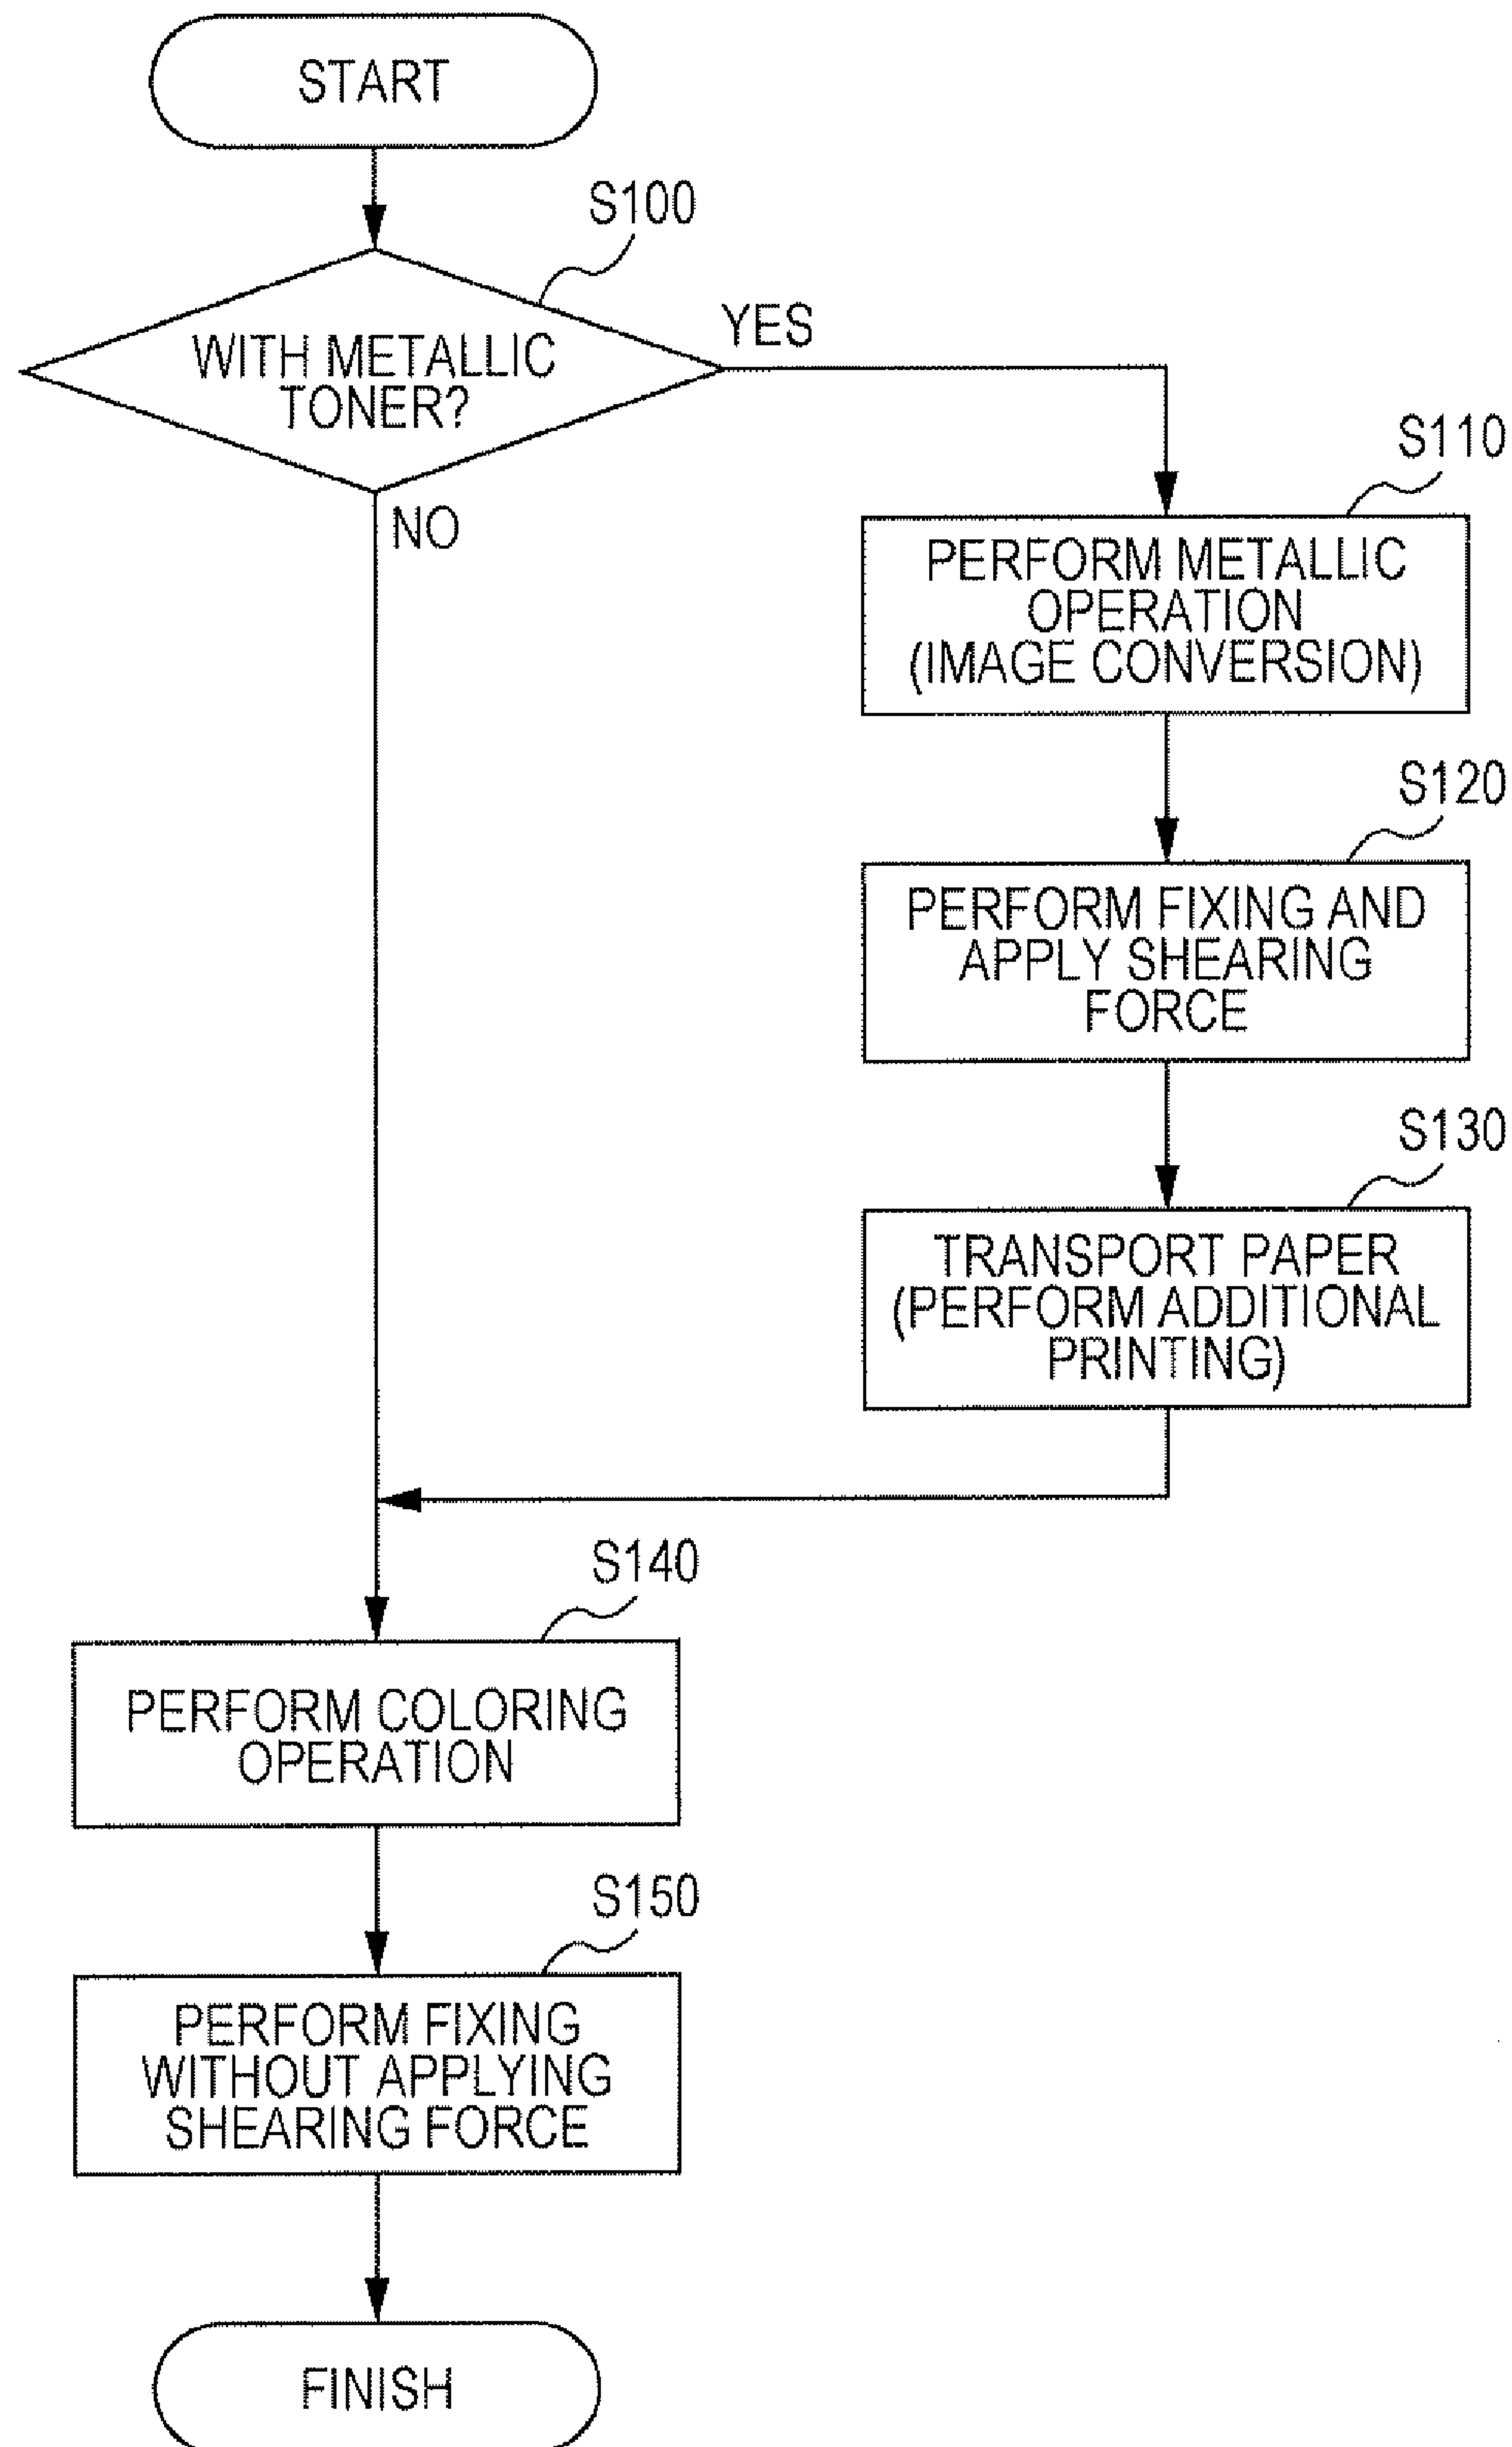 START
S100
WITH METALLIC
TONER?
YES
NO
S110
PERFORM METALLIC
OPERATION
(IMAGE CONVERSION)
S120
PERFORM FIXING AND
APPLY SHEARING
FORCE
S130
TRANSPORT PAPER
(PERFORM ADDITIONAL
PRINTING)
S140
PERFORM COLORING
OPERATION
S150
PERFORM FIXING
WITHOUT APPLYING
SHEARING FORCE
FINISH